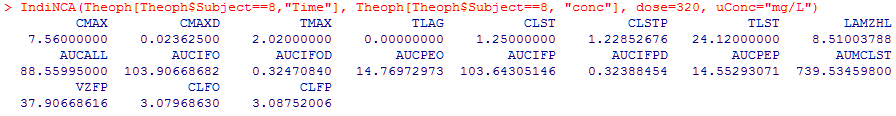 > IndiNCA(Theoph[Theoph$Subject==8,"Time"], Theoph[Theoph$Subject==8, "conc"], dose=320, uConc="mg/L")
CMAX CMAXD TMAX TLAG CLST CLSTP TLST LAMZHL
7.56000000 0.02362500 2.02000000 0.00000000 1.25000000 1.22852676 24.12000000 8.51003788
AUCALL AUCIFO AUCIFOD AUCPEO AUCIFP AUCIFPD AUCPEP AUMCLST
88.55995000 103.90668682 0.32470840 14.76972973 103.64305146 0.32388454 14.55293071 739.53459800
VZFP CLFO CLFP
37.90668616 3.07968630 3.08752006